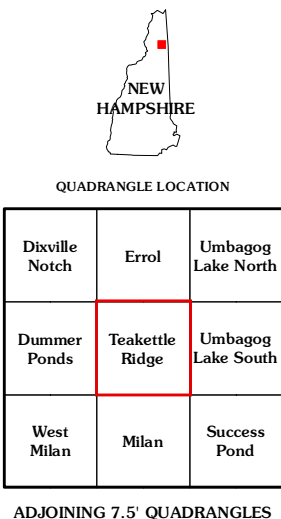 NEW
HAMPSHIRE
QUADRANGLE LOCATION
Dixville
Notch
Errol
Umbagog
Lake North
Dummer
Ponds
Teakettle
Ridge
Umbagog
Lake South
West
Milan
Milan
Success
Pond
ADJOINING 7.5' QUADRANGLES